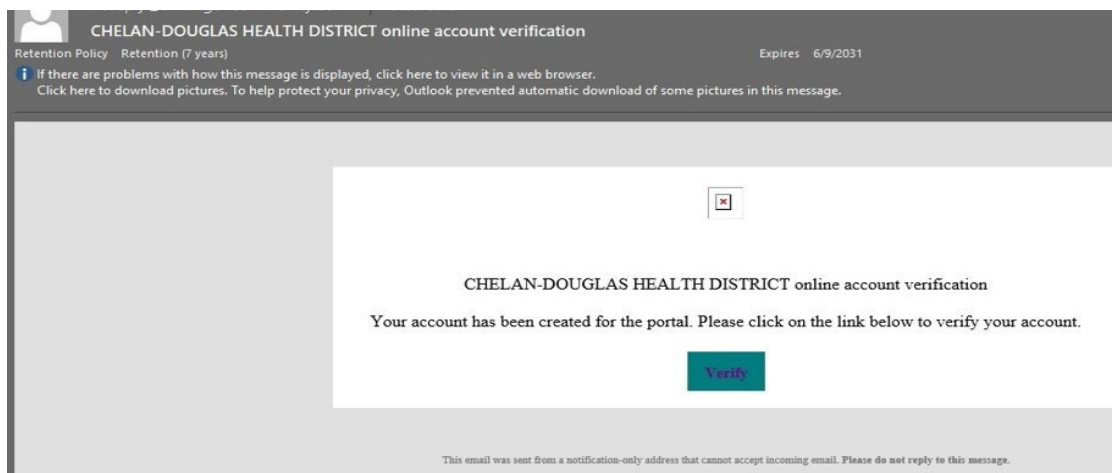 CHELAN-DOUGLAS HEALTH DISTRICT online account verification
Retention Policy Retention (7 years) Expires 6/9/2031
If there are problems with how this message is displayed, click here to view it in a web browser.
Click here to download pictures. To help protect your privacy, Outlook prevented automatic download of some pictures in this message.
CHELAN-DOUGLAS HEALTH DISTRICT online account verification
Your account has been created for the portal. Please click on the link below to verify your account.
Verify
This email was sent from a notification-only address that cannot accept incoming email. Please do not reply to this message.